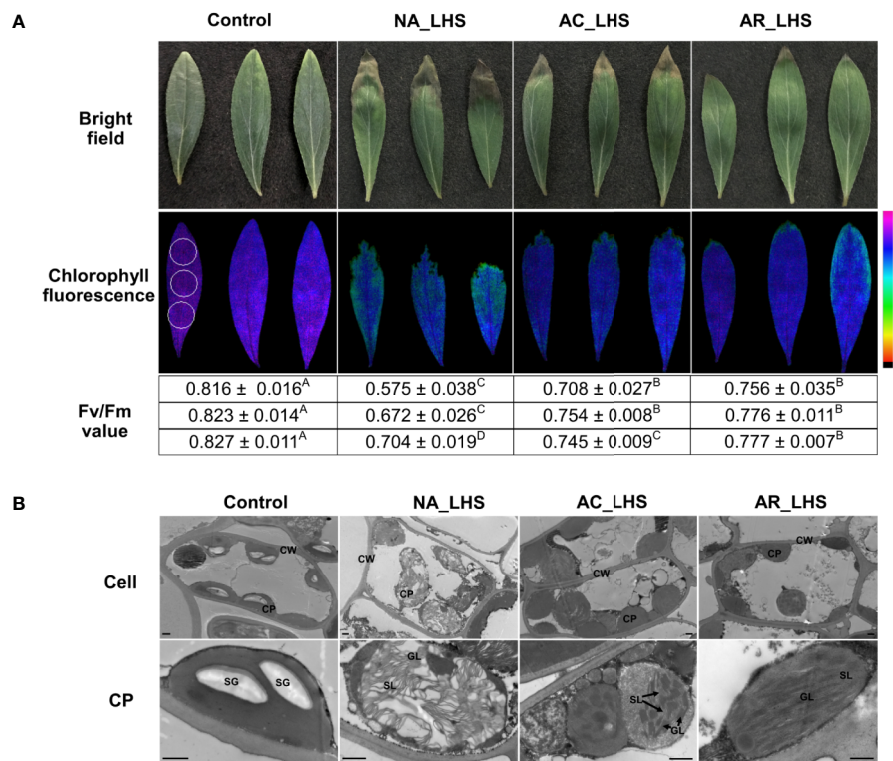 A
Control NA_LHS AC_LHS AR_LHS
Bright
field
Chlorophyll
fluorescence
0.816 ± 0.016A 0.575 ± 0.038C 0.708 ± 0.027B 0.756 ± 0.035B
Fv/Fm
value
0.823 ± 0.014A 0.672 ± 0.026C 0.754 ± 0.008B 0.776 ± 0.011B
0.827 ± 0.011A 0.704 ± 0.019D 0.745 ± 0.009C 0.777 ± 0.007B
B
Control NA_LHS AC_LHS AR_LHS
Cell
CW CP CW CP CW CP CP CW
CP
SG SG GL SL SL GL SL GL